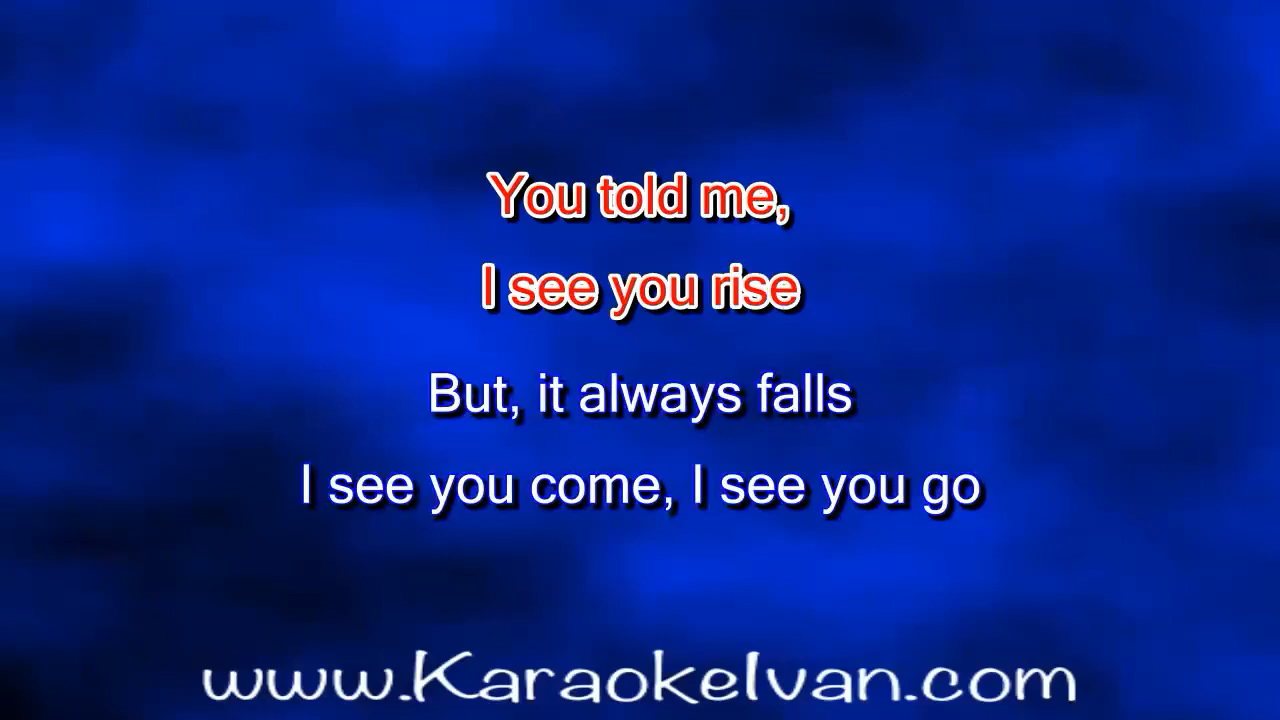 You told me,
I see you rise
But, it always falls
I see you come, I see you go
www.KaraokeIvan.com